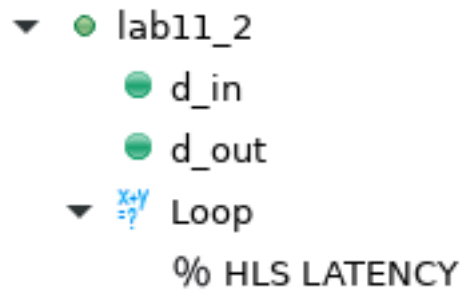 lab11_2
d_in
d_out
x+y
=?
Loop
% HLS LATENCY